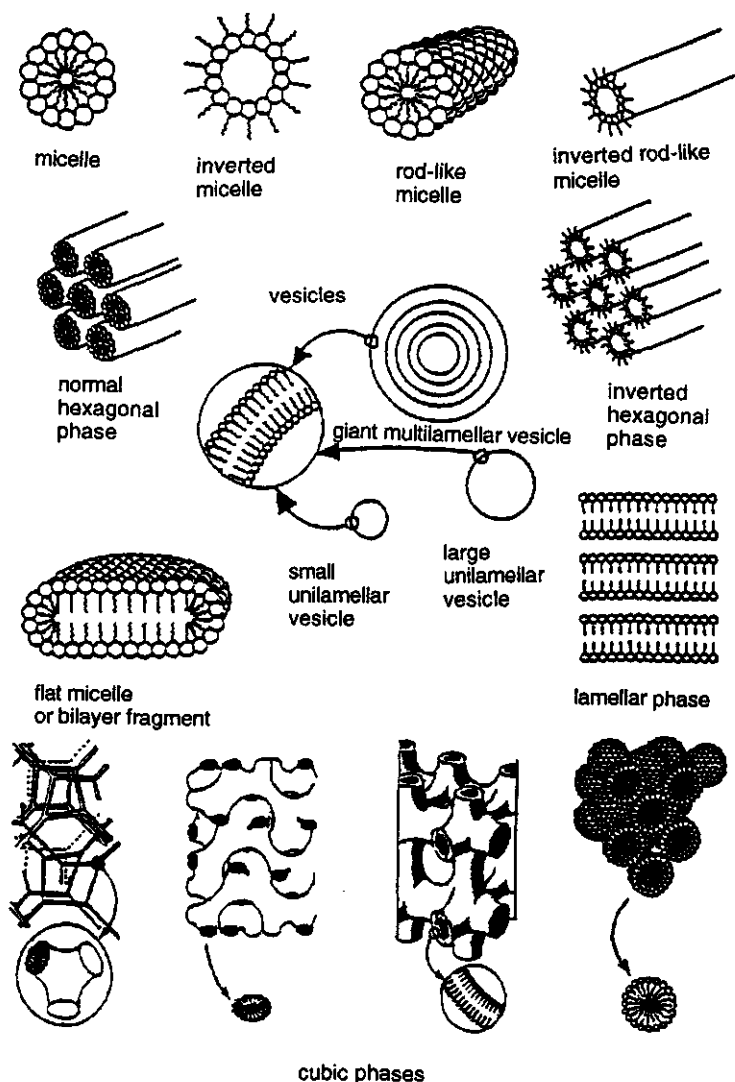 micelle
inverted
micelle
rod-like
micelle
inverted rod-like
micelle
normal
hexagonal
phase
vesicles
giant multilamellar vesicle
inverted
hexagonal
phase
small
unilamellar
vesicle
large
unilamellar
vesicle
flat micelle
or bilayer fragment
lamellar phase
cubic phases